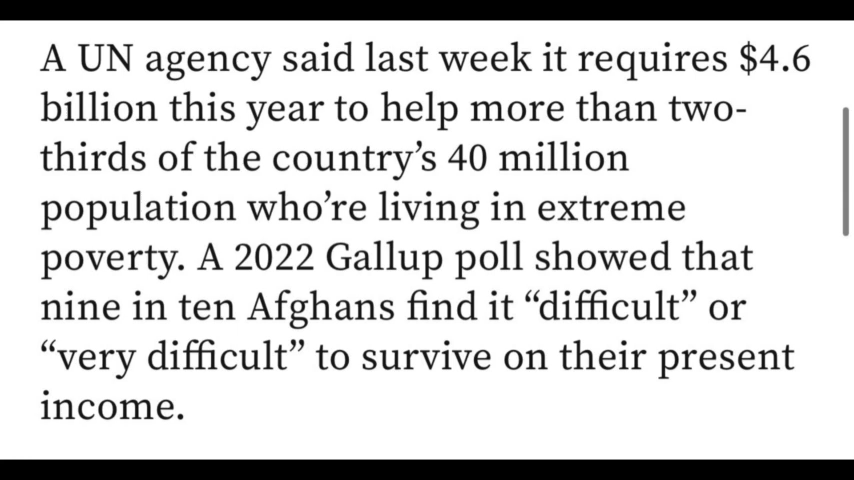 A UN agency said last week it requires $4.6
billion this year to help more than two-
thirds of the country’s 40 million
population who’re living in extreme
poverty. A 2022 Gallup poll showed that
nine in ten Afghans find it “difficult” or
“very difficult” to survive on their present
income.